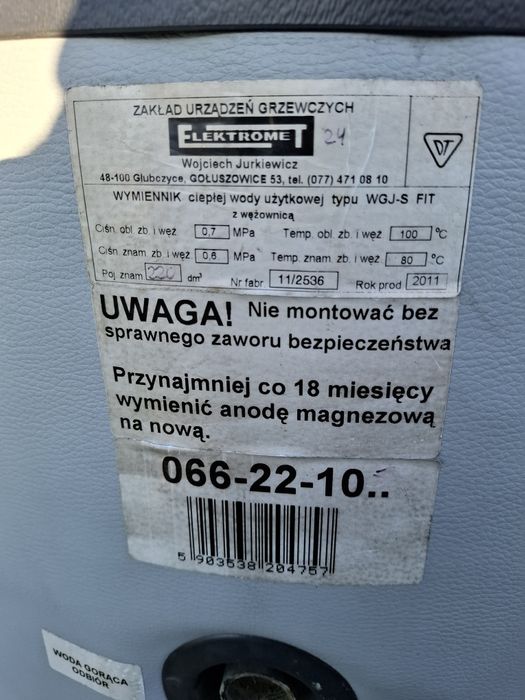 ZAKŁAD URZĄDZEŃ GRZEWCZYCH
ELEKTROMET 24
DT
Wojciech Jurkiewicz
48-100 Głubczyce, GOŁUSZOWICE 53, tel. (077) 471 08 10
WYMIENNIK ciepłej wody użytkowej typu WGJ-S FIT
z wężownicą
Ciśn. obl. zb. i węż 0,7 MPa Temp. obl. zb. i węż 100 °C
Ciśn. znam. zb. i węż 0,6 MPa Temp. znam. zb. i węż 80 °C
Poj. znam 220 dm³ Nr fabr 11/2536 Rok prod 2011
UWAGA! Nie montować bez
sprawnego zaworu bezpieczeństwa
Przynajmniej co 18 miesięcy
wymienić anodę magnezową
na nową.
066-22-10..
5 903538 204757
WODA GORĄCA
ODBIÓR